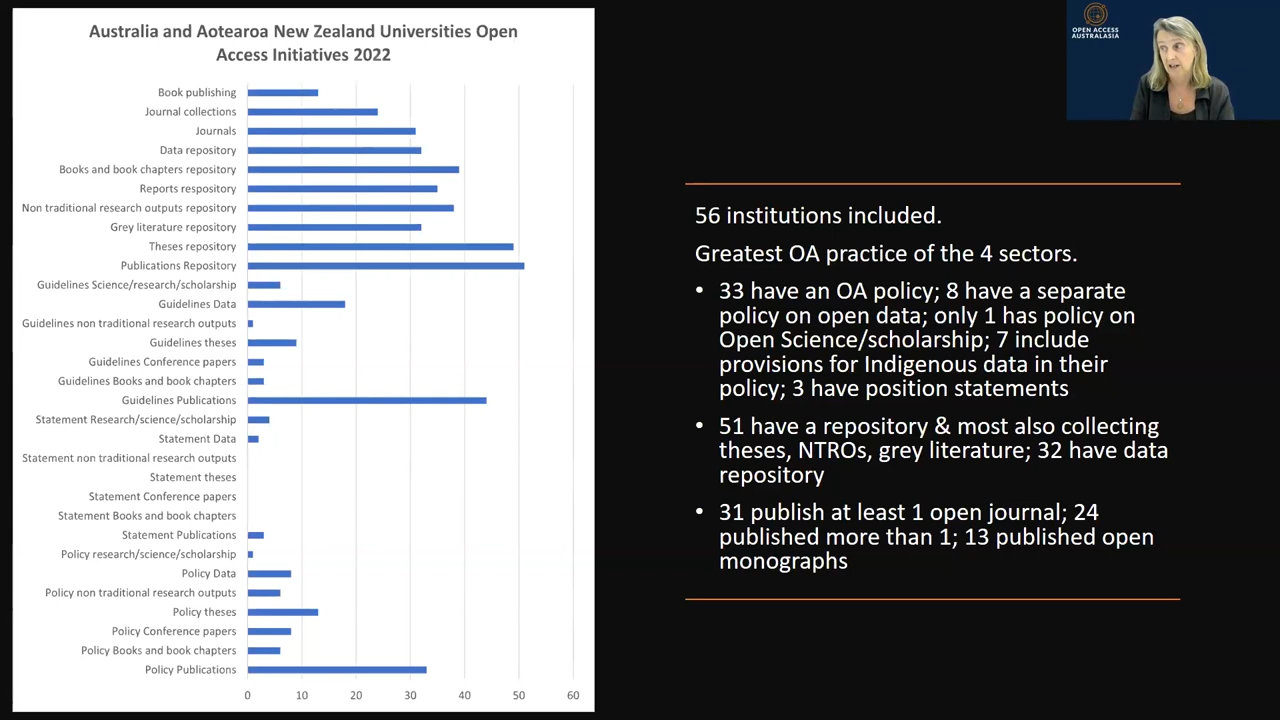 Australia and Aotearoa New Zealand Universities Open
Access Initiatives 2022
Book publishing
Journal collections
Journals
Data repository
Books and book chapters repository
Reports respository
Non traditional research outputs repository
Grey literature repository
Theses repository
Publications Repository
Guidelines Science/research/scholarship
Guidelines Data
Guidelines non traditional research outputs
Guidelines theses
Guidelines Conference papers
Guidelines Books and book chapters
Guidelines Publications
Statement Research/science/scholarship
Statement Data
Statement non traditional research outputs
Statement theses
Statement Conference papers
Statement Books and book chapters
Statement Publications
Policy research/science/scholarship
Policy Data
Policy non traditional research outputs
Policy theses
Policy Conference papers
Policy Books and book chapters
Policy Publications
0 10 20 30 40 50 60
OPEN ACCESS
AUSTRALASIA
56 institutions included.
Greatest OA practice of the 4 sectors.
• 33 have an OA policy; 8 have a separate
policy on open data; only 1 has policy on
Open Science/scholarship; 7 include
provisions for Indigenous data in their
policy; 3 have position statements
• 51 have a repository & most also collecting
theses, NTROs, grey literature; 32 have data
repository
• 31 publish at least 1 open journal; 24
published more than 1; 13 published open
monographs